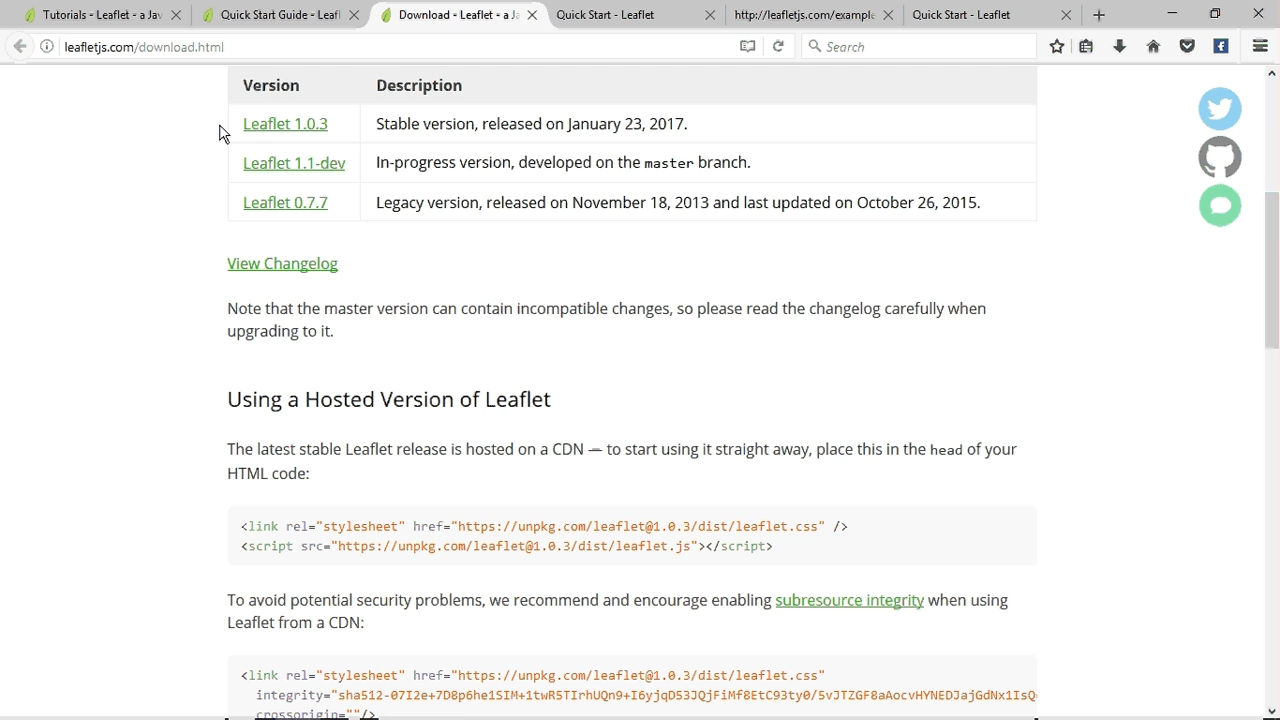 Tutorials - Leaflet - a Jav
Quick Start Guide - Leafl
Download - Leaflet - a Ja
Quick Start - Leaflet
http://leafletjs.com/example
Quick Start - Leaflet
leafletjs.com/download.html
Search
Version Description
Leaflet 1.0.3 Stable version, released on January 23, 2017.
Leaflet 1.1-dev In-progress version, developed on the master branch.
Leaflet 0.7.7 Legacy version, released on November 18, 2013 and last updated on October 26, 2015.
View Changelog
Note that the master version can contain incompatible changes, so please read the changelog carefully when
upgrading to it.
Using a Hosted Version of Leaflet
The latest stable Leaflet release is hosted on a CDN — to start using it straight away, place this in the head of your
HTML code:
<link rel="stylesheet" href="https://unpkg.com/leaflet@1.0.3/dist/leaflet.css" />
<script src="https://unpkg.com/leaflet@1.0.3/dist/leaflet.js"></script>
To avoid potential security problems, we recommend and encourage enabling subresource integrity when using
Leaflet from a CDN:
<link rel="stylesheet" href="https://unpkg.com/leaflet@1.0.3/dist/leaflet.css"
integrity="sha512-07I2e+7D8p6he1SIM+1twR5TIrhUQn9+I6yjqD53JQjFiMf8EtC93ty0/5vJTZGF8aAocvHYNEDJajGdNx1IsQ
crossorigin=""/>